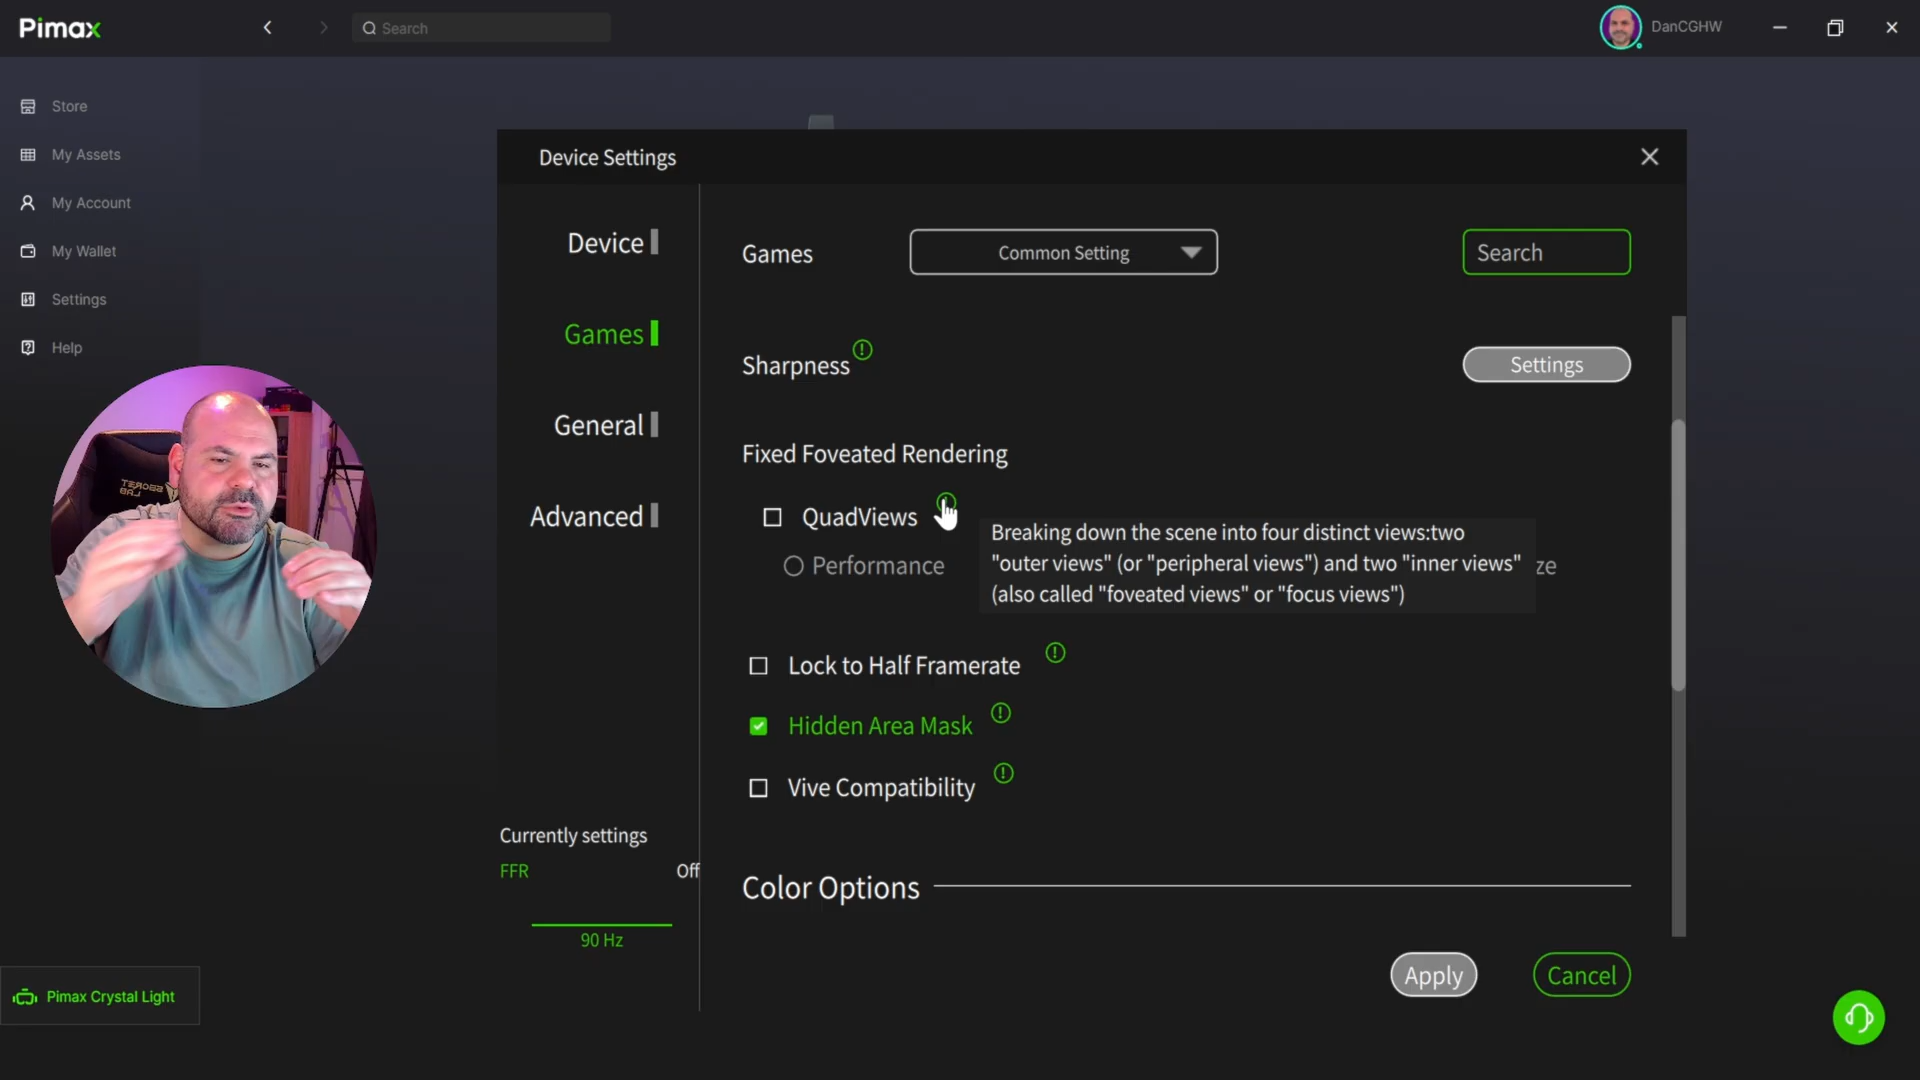 Pimax
Search
DanCGHW
Store
My Assets
My Account
My Wallet
Settings
Help
Device Settings
Device
Games
General
Advanced
Games
Common Setting
Search
Sharpness
Settings
Fixed Foveated Rendering
QuadViews
Breaking down the scene into four distinct views:two
"outer views" (or "peripheral views") and two "inner views"
(also called "foveated views" or "focus views")
Performance
ze
Lock to Half Framerate
Hidden Area Mask
Vive Compatibility
Currently settings
FFR Off
90 Hz
Color Options
Apply
Cancel
Pimax Crystal Light